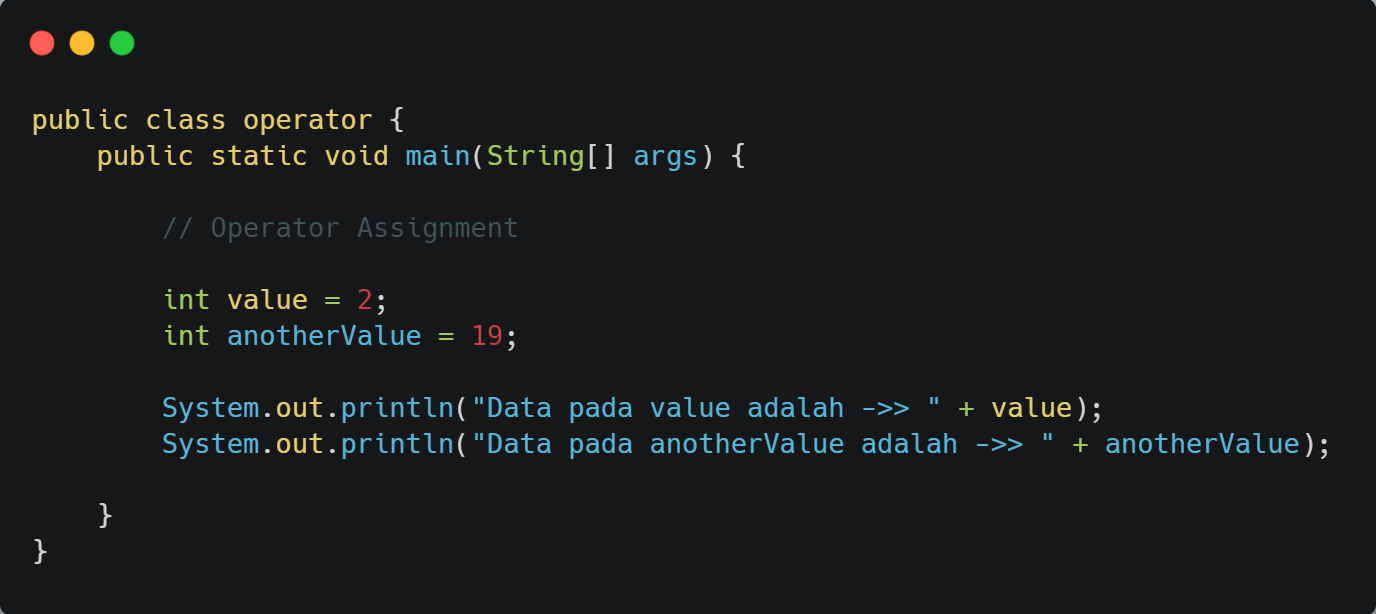 public class operator {
    public static void main(String[] args) {
        // Operator Assignment
        int value = 2;
        int anotherValue = 19;
        System.out.println("Data pada value adalah ->> " + value);
        System.out.println("Data pada anotherValue adalah ->> " + anotherValue);
    }
}